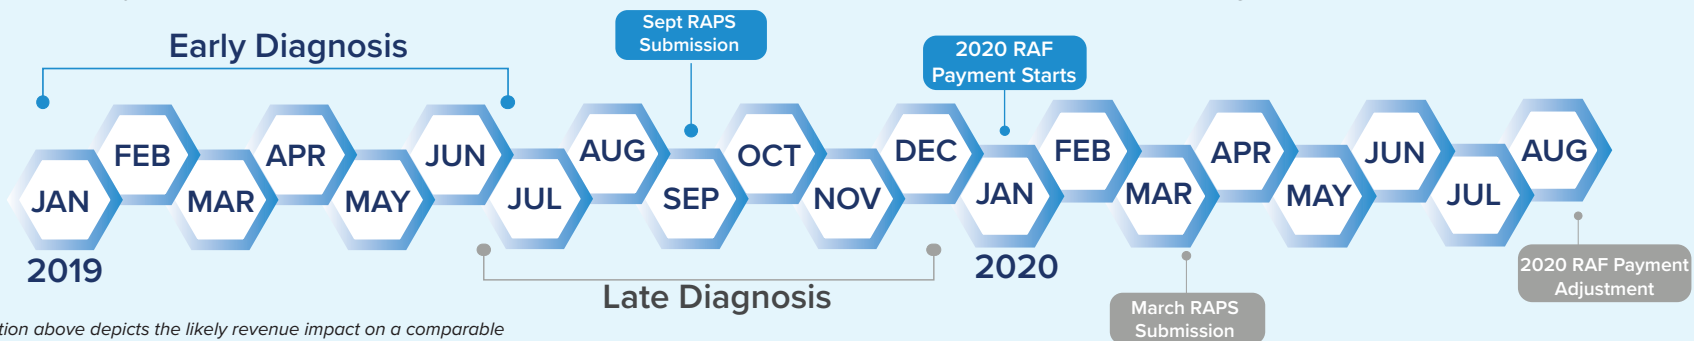 Early Diagnosis
Sept RAPS
Submission
2020 RAF
Payment Starts
JAN
FEB
MAR
APR
MAY
JUN
JUL
AUG
SEP
OCT
NOV
DEC
JAN
FEB
MAR
APR
MAY
JUN
JUL
AUG
2019
2020
Late Diagnosis
March RAPS
Submission
2020 RAF Payment
Adjustment
tion above depicts the likely revenue impact on a comparable